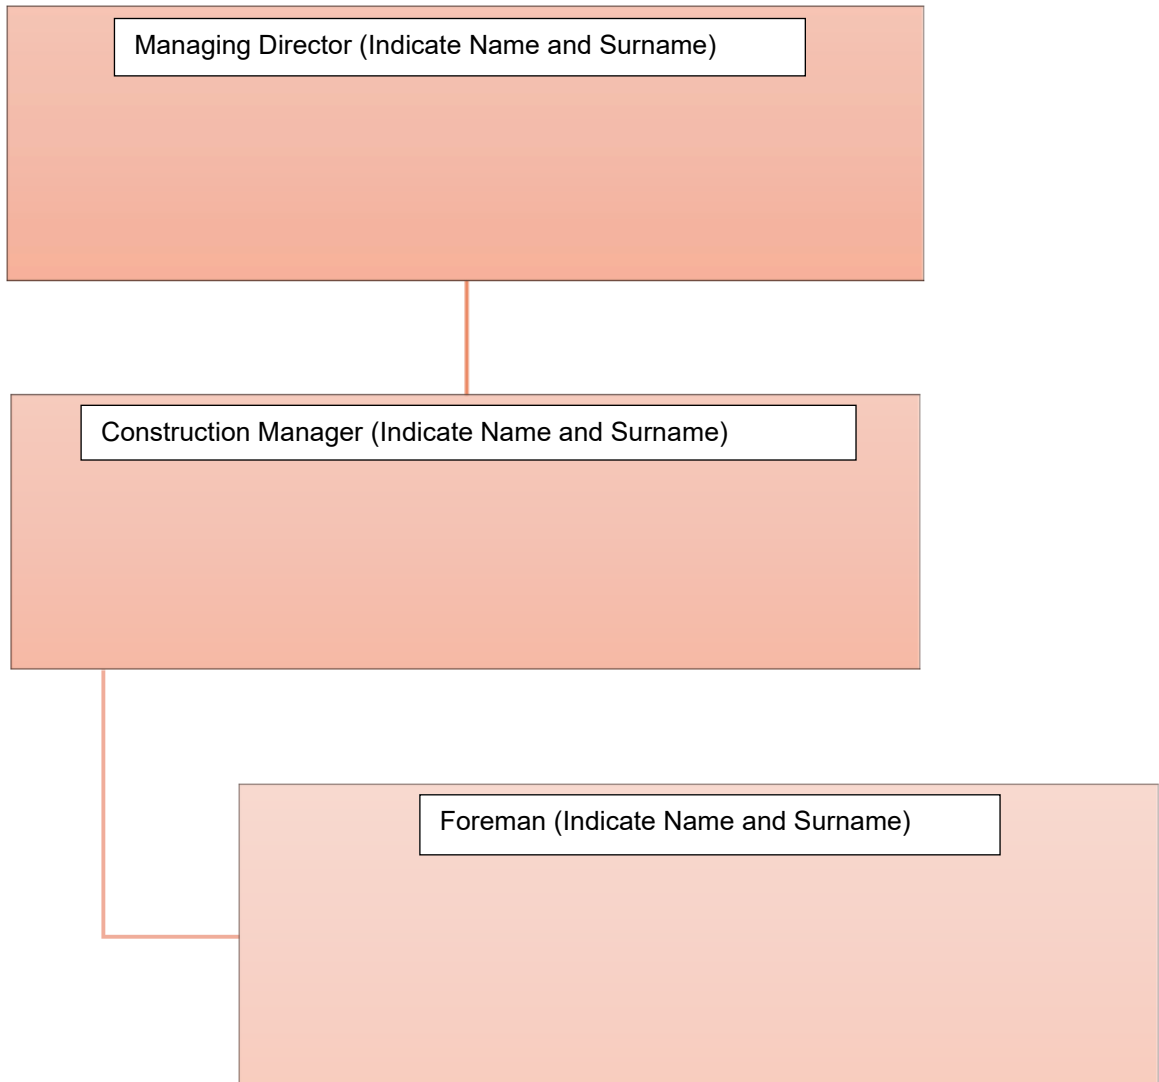 Managing Director (Indicate Name and Surname)
Construction Manager (Indicate Name and Surname)
Foreman (Indicate Name and Surname)